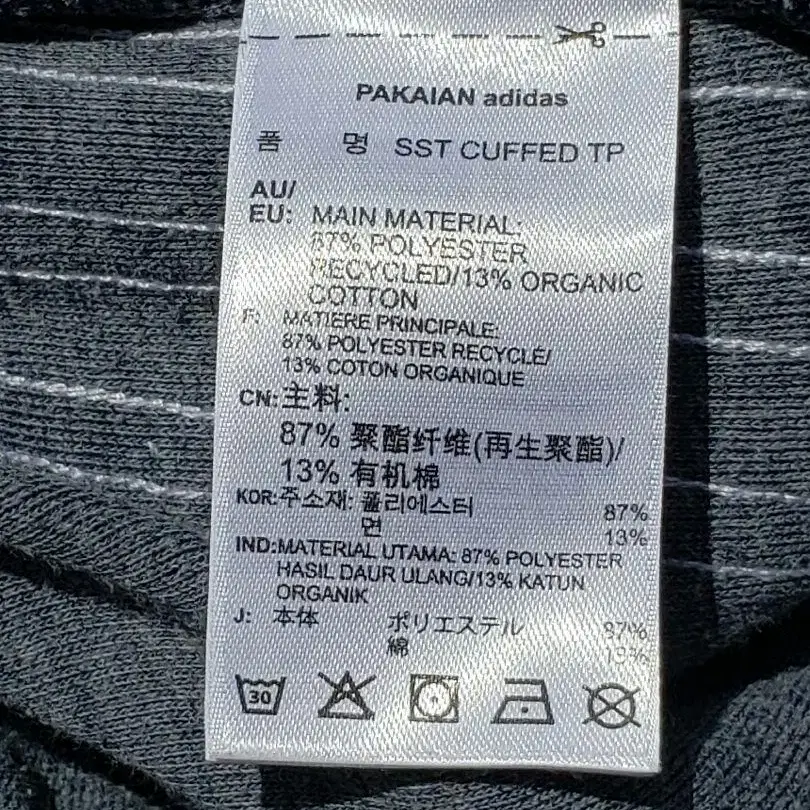 PAKAIAN adidas
품 명 SST CUFFED TP
AU/
EU: MAIN MATERIAL:
87% POLYESTER
RECYCLED/13% ORGANIC
COTTON
F: MATIERE PRINCIPALE:
87% POLYESTER RECYCLÉ/
13% COTON ORGANIQUE
CN:主料:
87% 聚酯纤维(再生聚酯)/
13% 有机棉
KOR:주소재: 폴리에스터 87%
면 13%
IND:MATERIAL UTAMA: 87% POLYESTER
HASIL DAUR ULANG/13% KATUN
ORGANIK
J: 本体 ポリエステル 87%
綿 13%
30